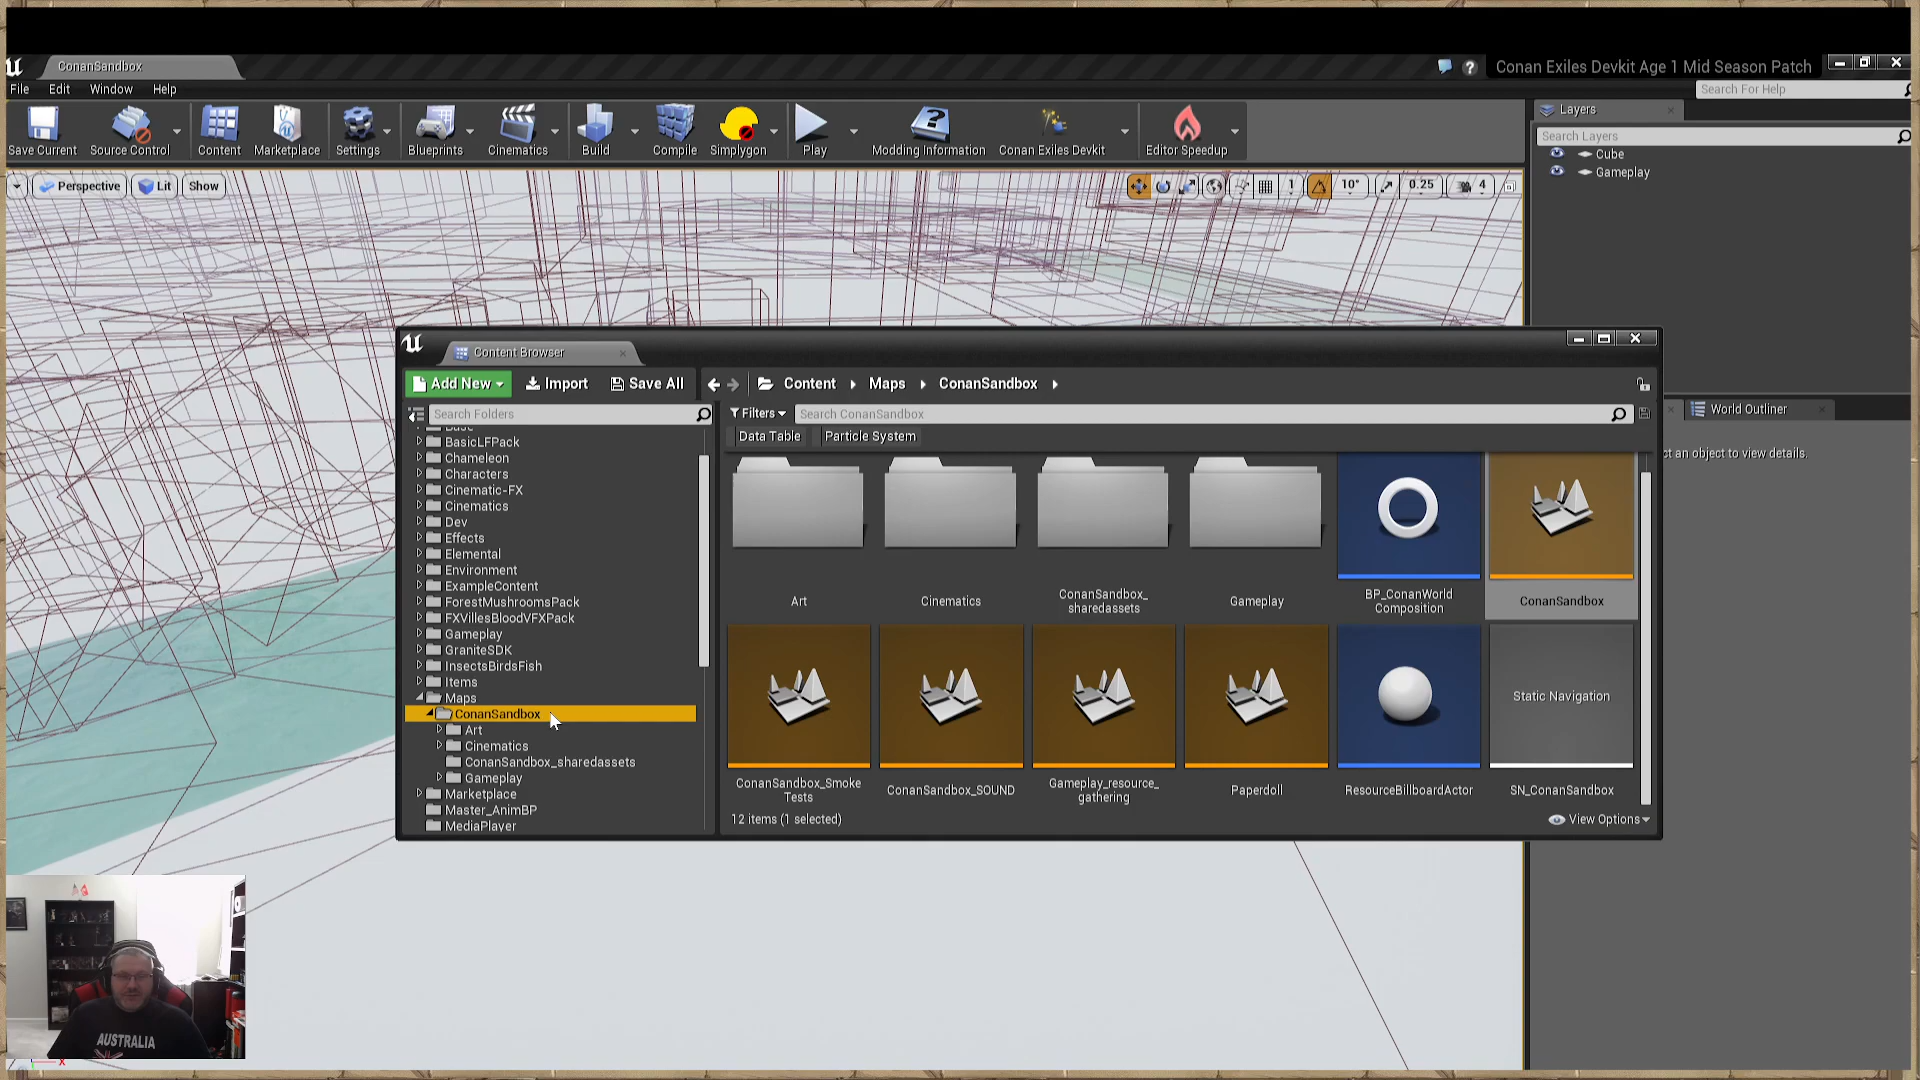 ConanSandbox
Conan Exiles Devkit Age 1 Mid Season Patch
File Edit Window Help
Search For Help
Save Current Source Control Content Marketplace Settings Blueprints Cinematics Build Compile Simplygon Play Modding Information Conan Exiles Devkit Editor Speedup
Layers
Search Layers
Cube
Gameplay
Perspective Lit Show
1 10° 0.25 4
Content Browser
Add New Import Save All Content Maps ConanSandbox
Search Folders
Filters Search ConanSandbox
Data Table Particle System
World Outliner
ct an object to view details.
BasicLFPack
Chameleon
Characters
Cinematic-FX
Cinematics
Dev
Effects
Elemental
Environment
ExampleContent
ForestMushroomsPack
FXVillesBloodVFXPack
Gameplay
GraniteSDK
InsectsBirdsFish
Items
Maps
ConanSandbox
Art
Cinematics
ConanSandbox_sharedassets
Gameplay
Marketplace
Master_AnimBP
MediaPlayer
Art
Cinematics
ConanSandbox_
sharedassets
Gameplay
BP_ConanWorld
Composition
ConanSandbox
Static Navigation
ConanSandbox_Smoke
Tests
ConanSandbox_SOUND
Gameplay_resource_
gathering
Paperdoll
ResourceBillboardActor
SN_ConanSandbox
12 items (1 selected)
View Options
AUSTRALIA
X